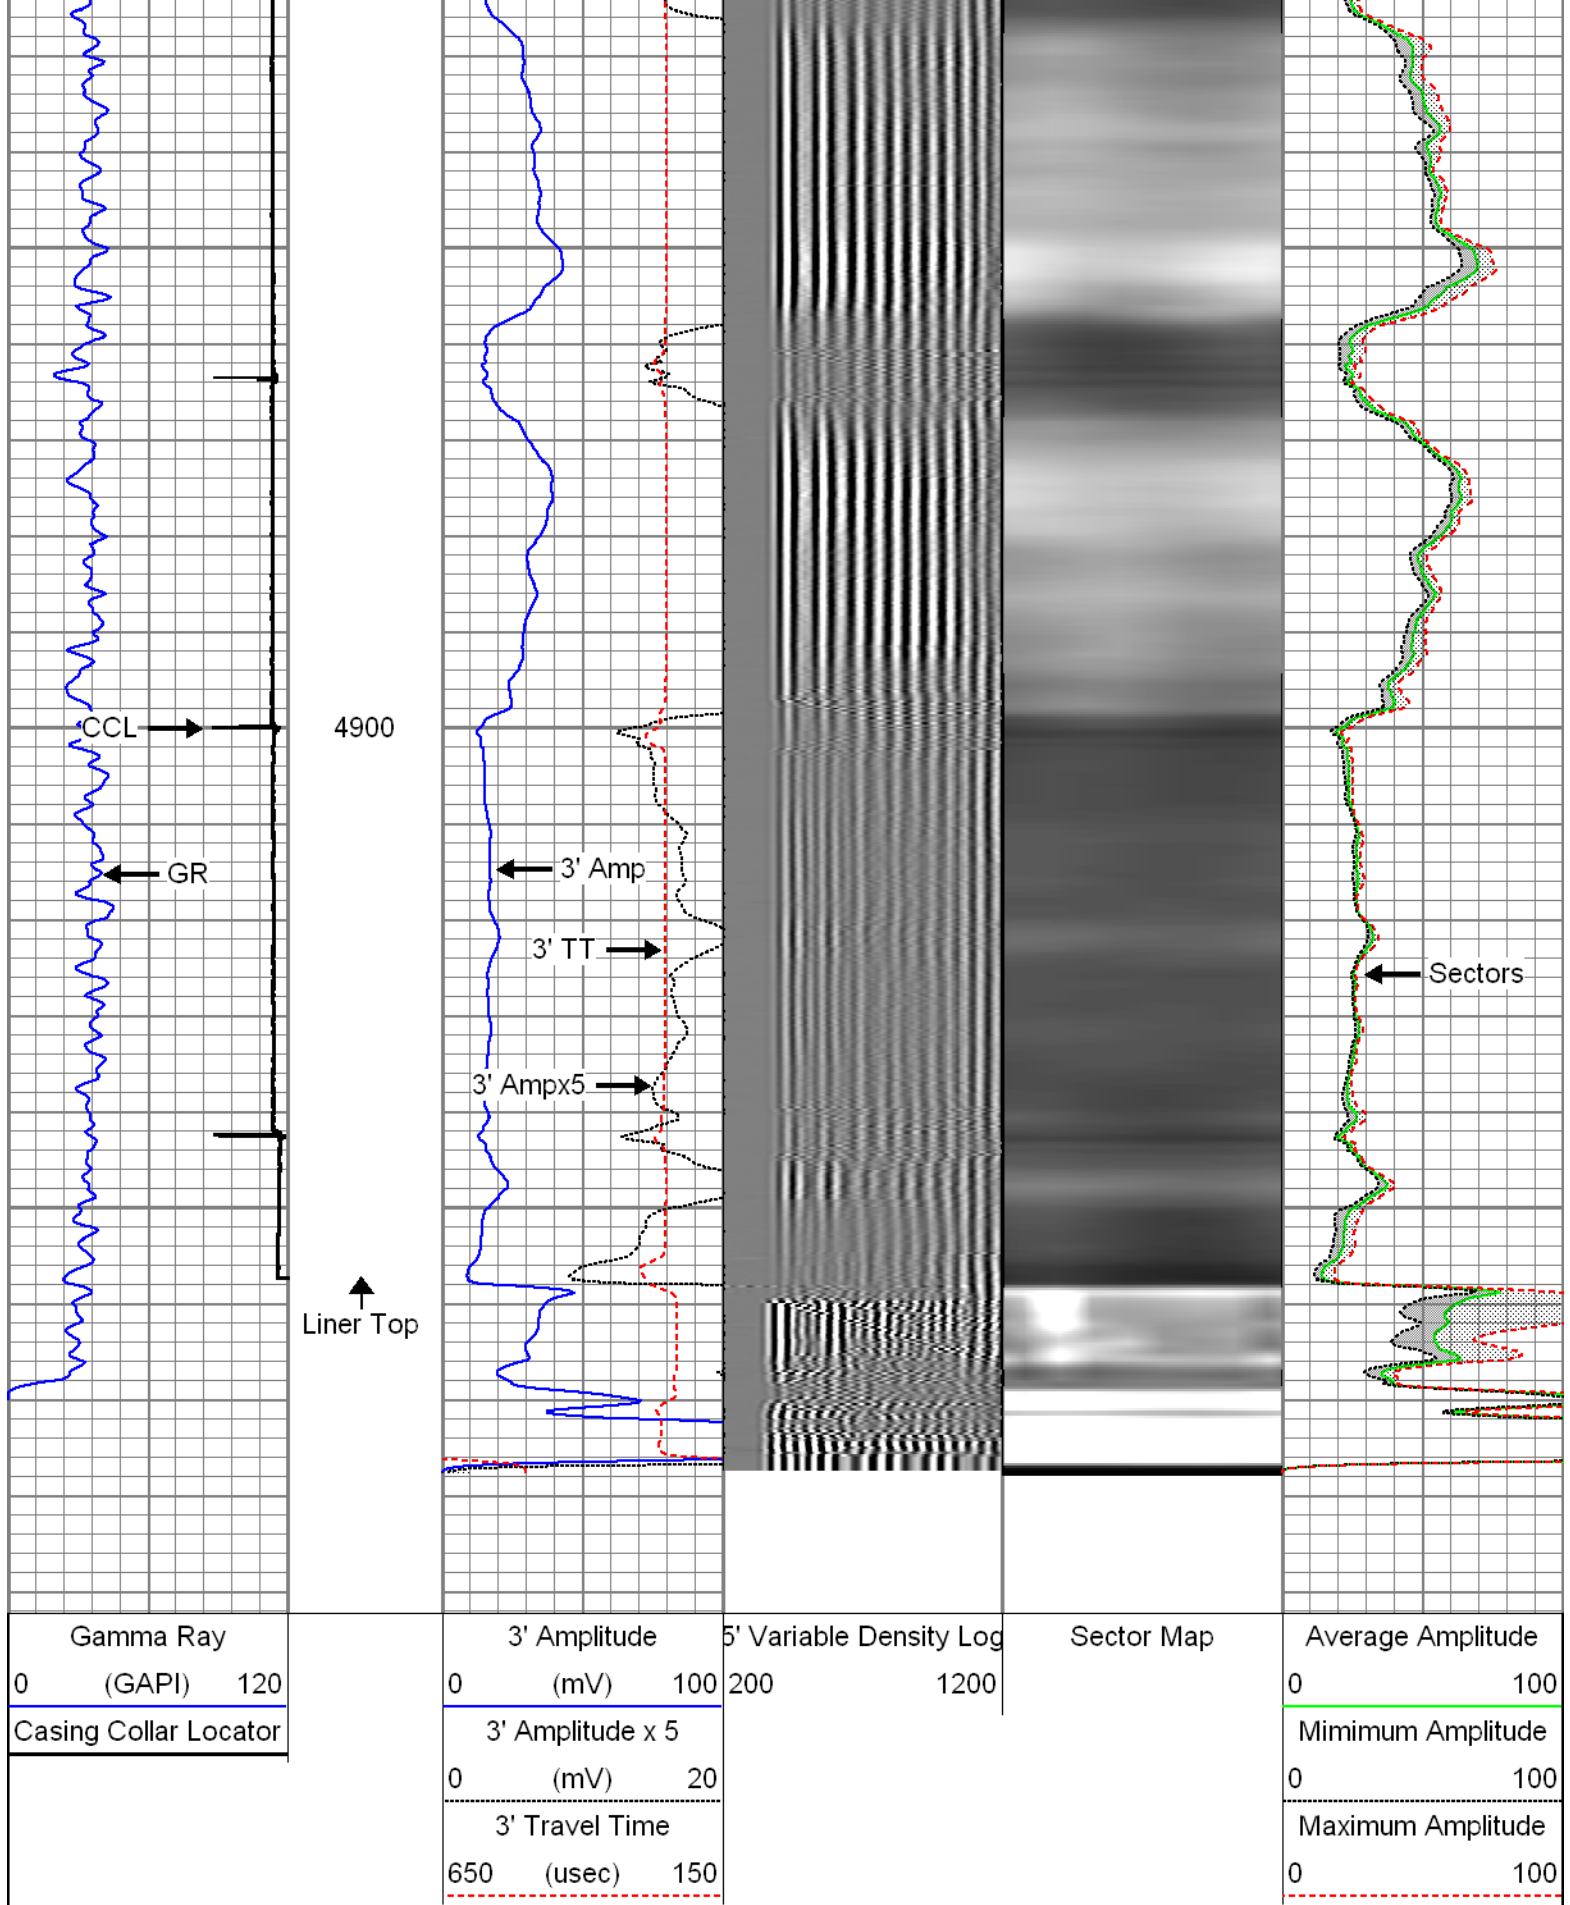 CCL
4900
GR
3' Amp
3' TT
Sectors
3' Ampx5
Liner Top
Gamma Ray
0 (GAPI) 120
Casing Collar Locator
3' Amplitude
0 (mV) 100
3' Amplitude x 5
0 (mV) 20
3' Travel Time
650 (usec) 150
5' Variable Density Log
200 1200
Sector Map
Average Amplitude
0 100
Mimimum Amplitude
0 100
Maximum Amplitude
0 100